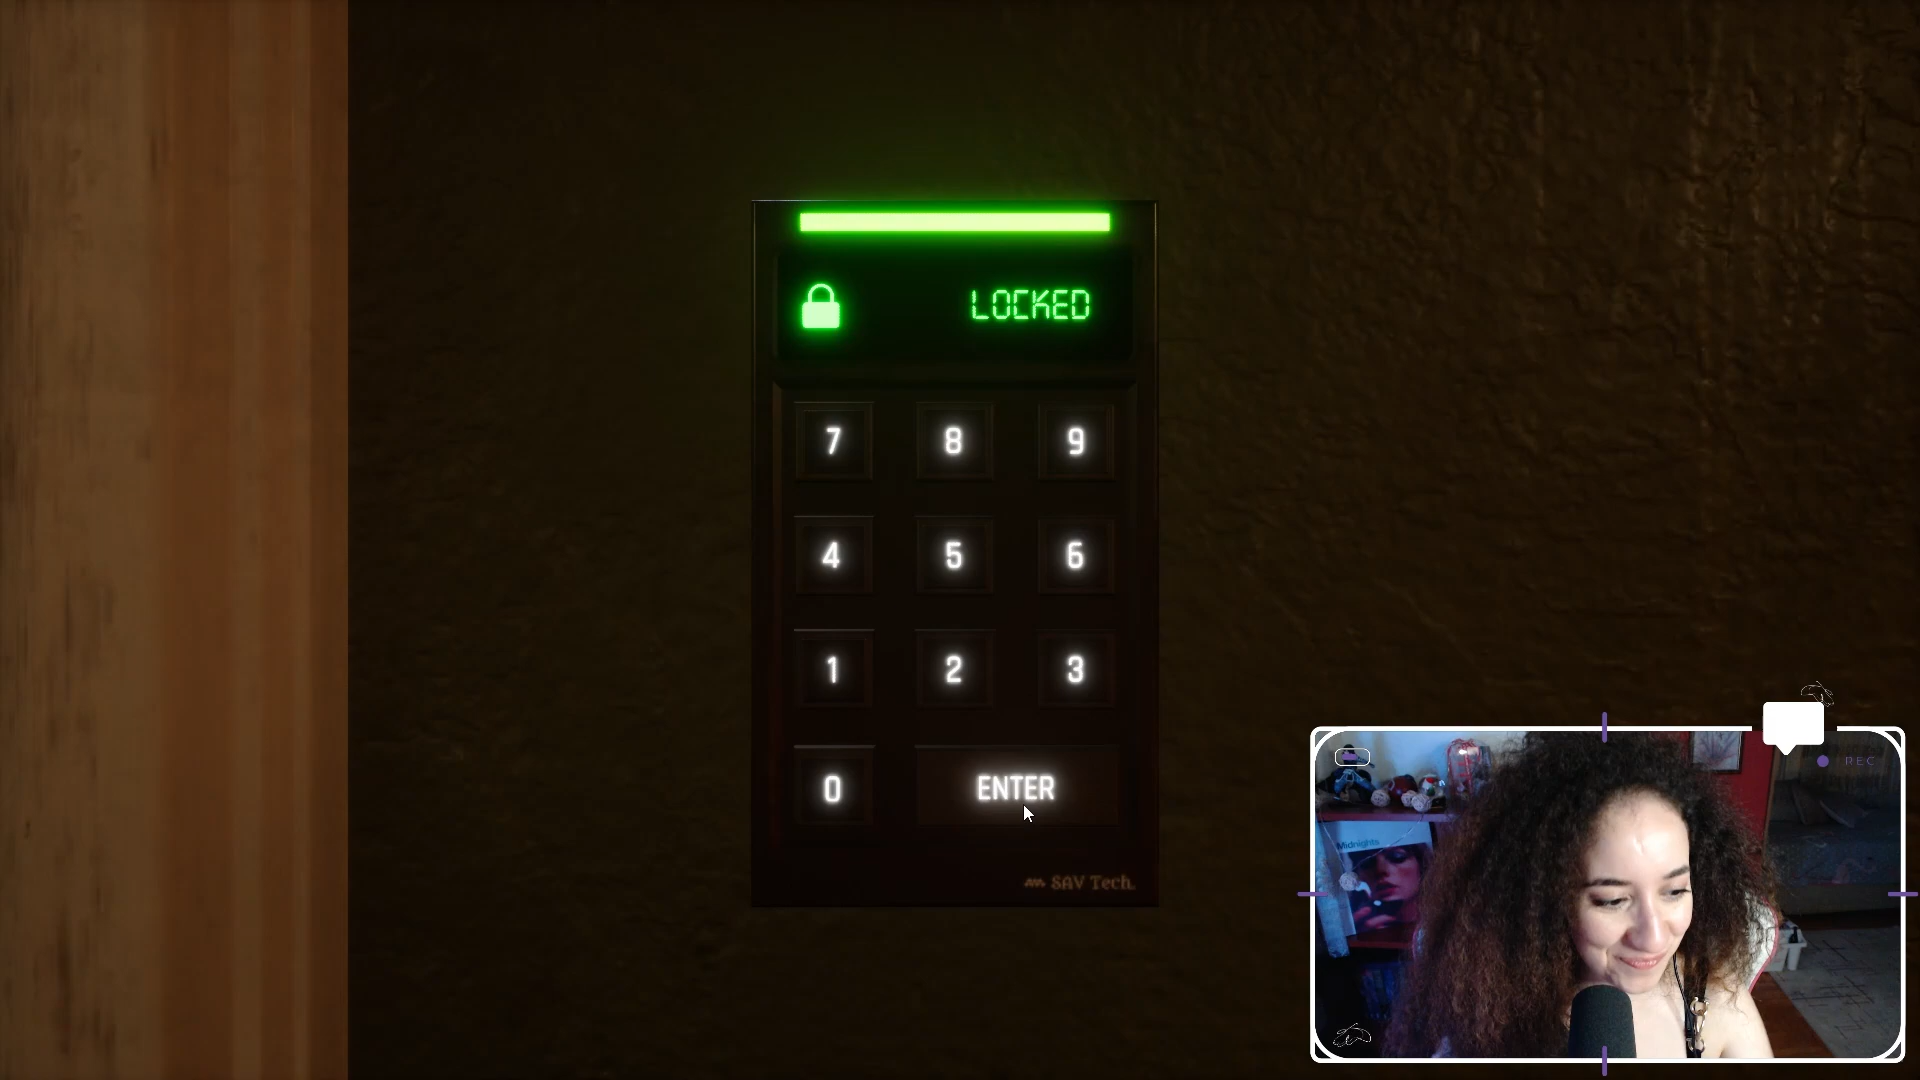 LOCKED
7 8 9
4 5 6
1 2 3
0 ENTER
SAV Tech.
REC
Midnights